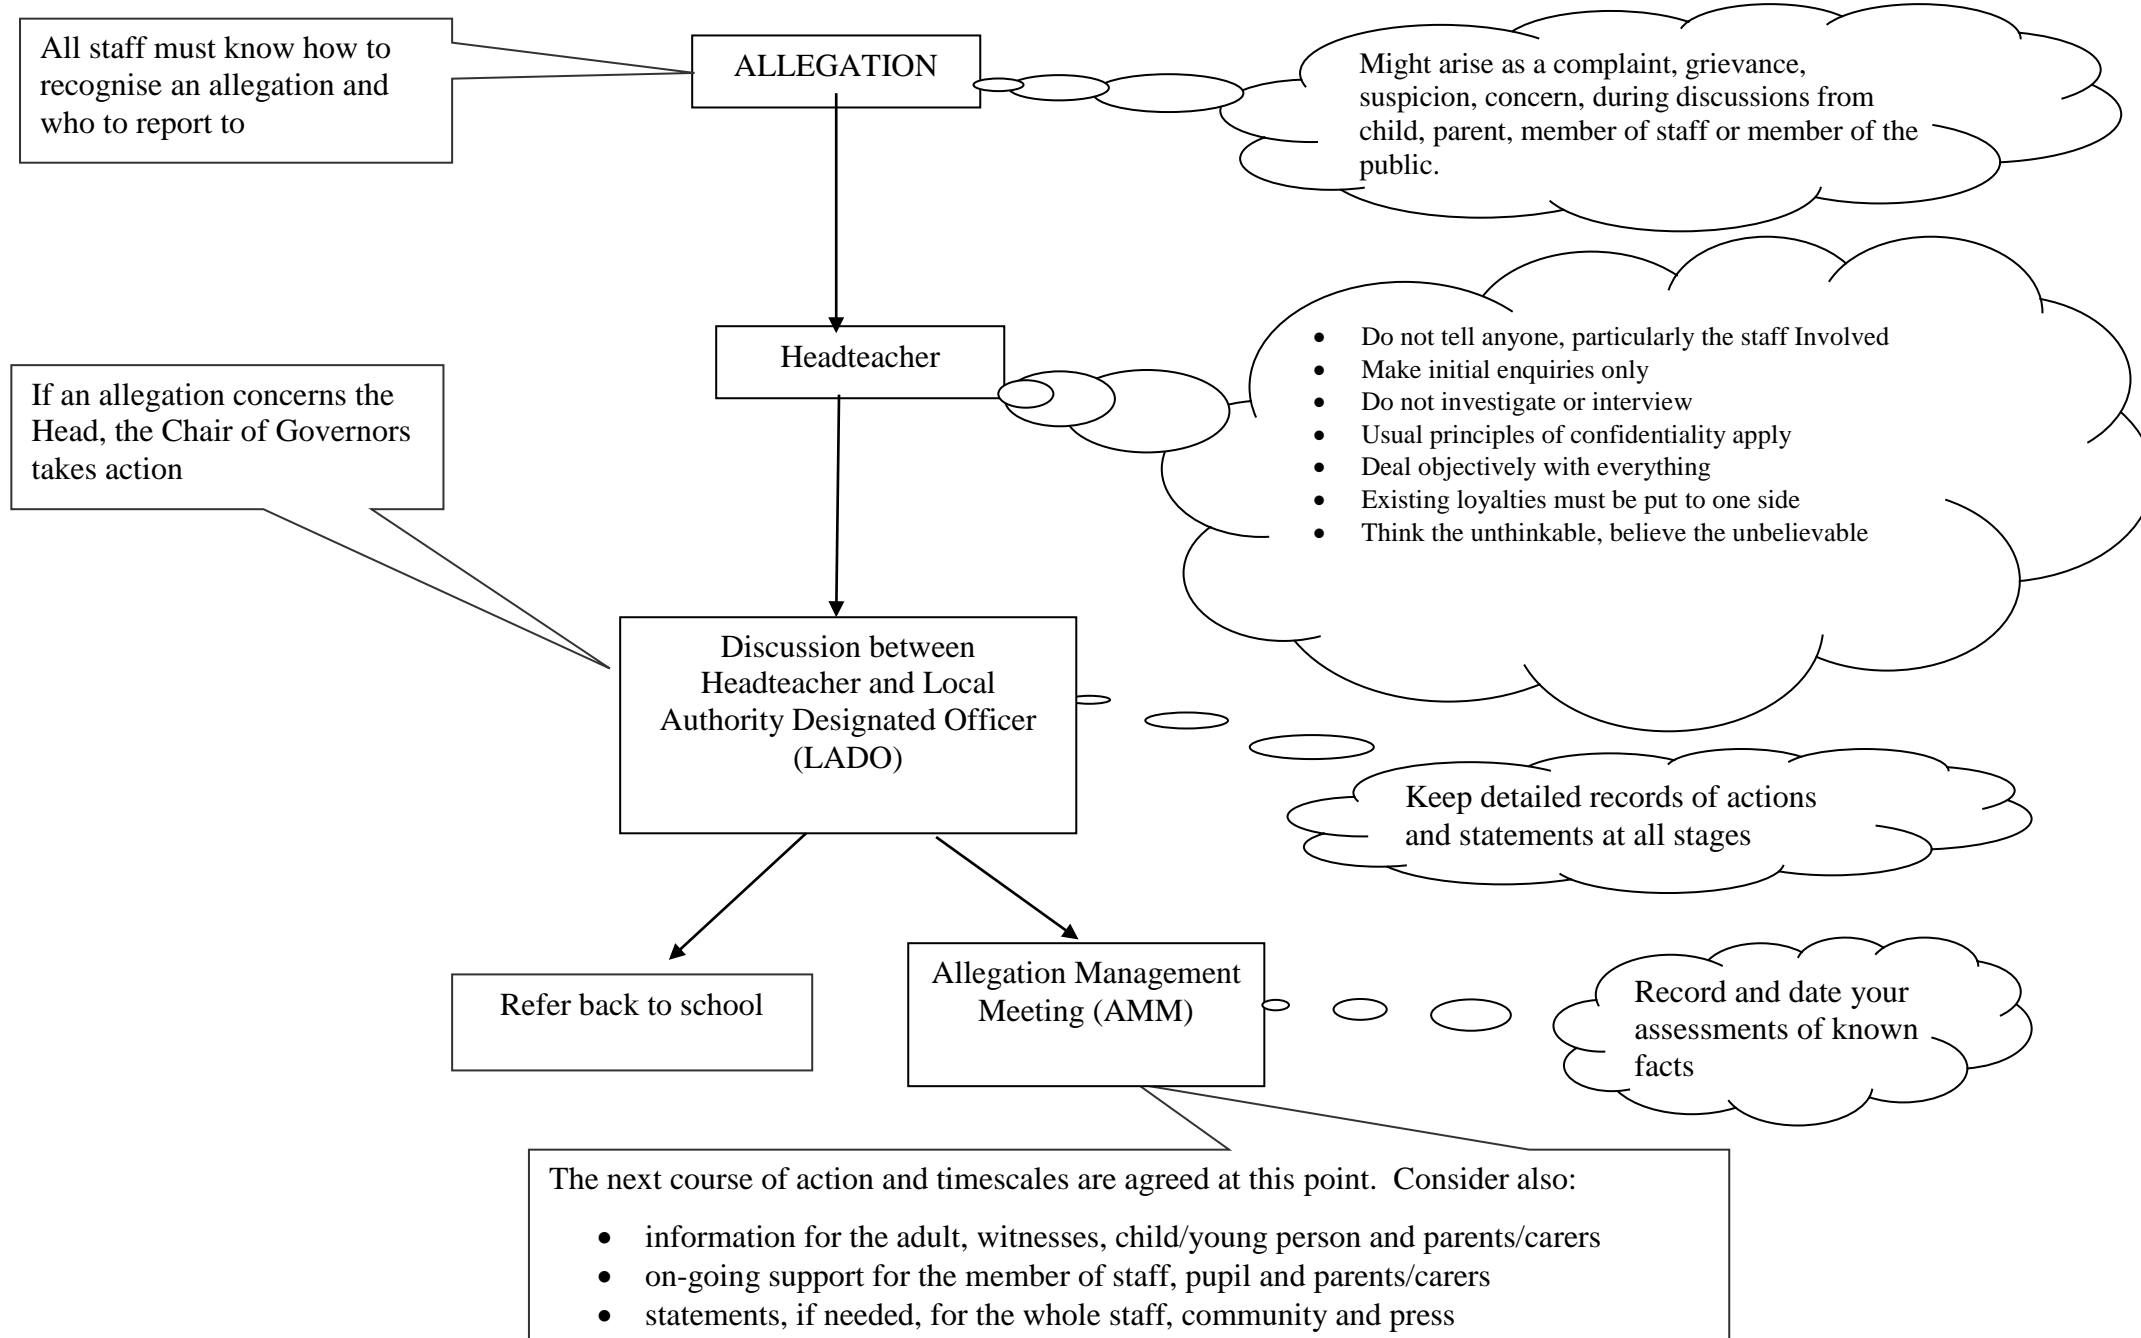 All staff must know how to
recognise an allegation and
who to report to
ALLEGATION
Might arise as a complaint, grievance,
suspicion, concern, during discussions from
child, parent, member of staff or member of the
public.
Headteacher
• Do not tell anyone, particularly the staff Involved
• Make initial enquiries only
• Do not investigate or interview
• Usual principles of confidentiality apply
• Deal objectively with everything
• Existing loyalties must be put to one side
• Think the unthinkable, believe the unbelievable
If an allegation concerns the
Head, the Chair of Governors
takes action
Discussion between
Headteacher and Local
Authority Designated Officer
(LADO)
Keep detailed records of actions
and statements at all stages
Refer back to school
Allegation Management
Meeting (AMM)
Record and date your
assessments of known
facts
The next course of action and timescales are agreed at this point.  Consider also:
• information for the adult, witnesses, child/young person and parents/carers
• on-going support for the member of staff, pupil and parents/carers
• statements, if needed, for the whole staff, community and press